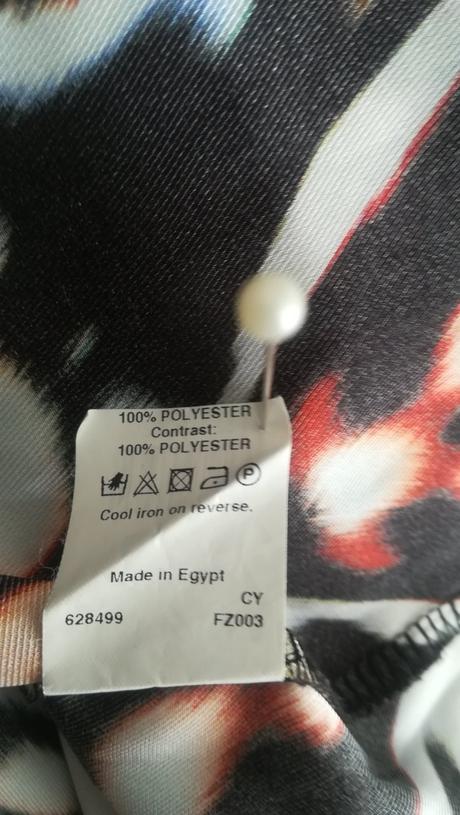 100% POLYESTER
Contrast:
100% POLYESTER
P
Cool iron on reverse.
Made in Egypt
CY
628499 FZ003